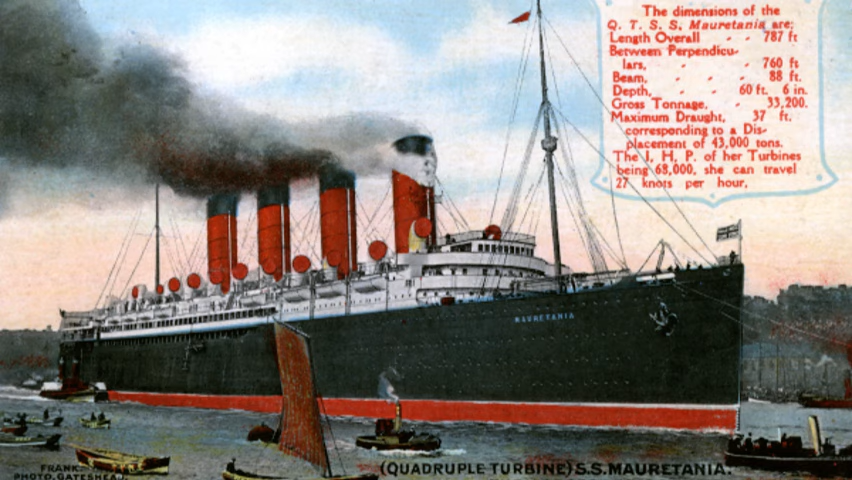 The dimensions of the
Q. T. S. S. Mauretania are;
Length Overall - - 787 ft
Between Perpendicu-
lars, - - - 760 ft
Beam, - - - 88 ft.
Depth, - - 60 ft. 6 in.
Gross Tonnage, - 33,200.
Maximum Draught, 37 ft.
corresponding to a Dis-
placement of 43,000 tons.
The I, H, P. of her Turbines
being 68,000, she can travel
27 knots per hour,
MAURETANIA
FRANK
PHOTO. GATESHEAD.
(QUADRUPLE TURBINE) S.S. MAURETANIA.